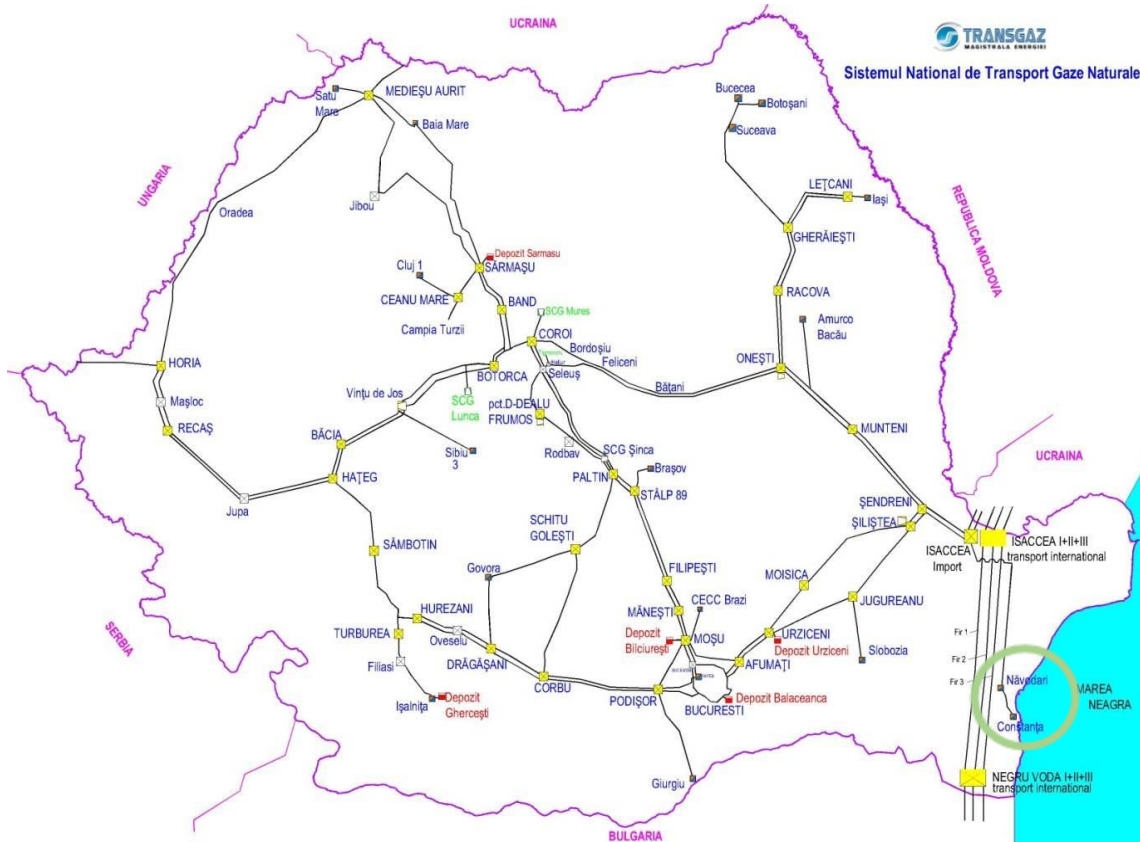 UCRAINA
TRANSGAZ
MAGISTRALA ENERGIEI
Sistemul National de Transport Gaze Naturale
MEDIEŞU AURIT
Satu
Mare
Baia Mare
Bucecea
Botoşani
Suceava
UNGARIA
Oradea
Jibou
LEŢCANI
Iaşi
GHERĂIEŞTI
REPUBLICA MOLDOVA
Depozit Sarmasu
SĂRMAŞU
Cluj 1
CEANU MARE
Campia Turzii
BAND
SCG Mures
RACOVA
Amurco
Bacău
COROI
Bordoşiu
Feliceni
Seleuş
ONEŞTI
HORIA
BOTORCA
Băţani
Maşloc
Vinţu de Jos
SCG
Lunca
pct.D-DEALU
FRUMOS
RECAŞ
BĂCIA
MUNTENI
Sibiu
3
Rodbav
SCG Şinca
HAŢEG
PALTIN
Braşov
STÂLP 89
UCRAINA
Jupa
ŞENDRENI
ŞILIŞTEA
SCHITU
GOLEŞTI
ISACCEA
Import
ISACCEA I+II+III
transport international
SÂMBOTIN
Govora
FILIPEŞTI
MOISICA
CECC Brazi
JUGUREANU
MĂNEŞTI
HUREZANI
TURBUREA
Oveselu
Depozit
Bilciureşti
MOŞU
URZICENI
Depozit Urziceni
Fir 1
SERBIA
Slobozia
Fir 2
Filiasi
DRĂGĂŞANI
AFUMAŢI
Fir 3
Năvodari
CORBU
Işalniţa
Depozit
Gherceşti
PODIŞOR
BUCURESTI
Depozit Balaceanca
MAREA
NEAGRA
Constanţa
Giurgiu
NEGRU VODA I+II+III
transport international
BULGARIA